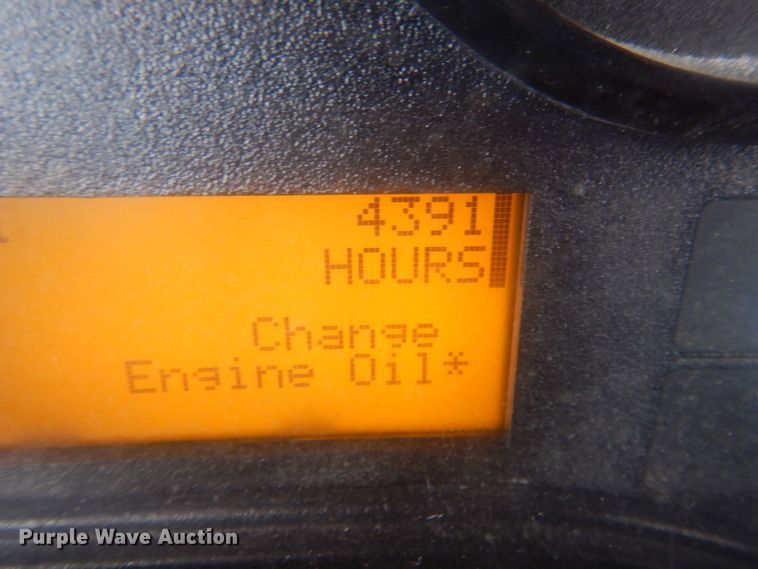 4391
HOURS
Change
Engine Oil*
Purple Wave Auction